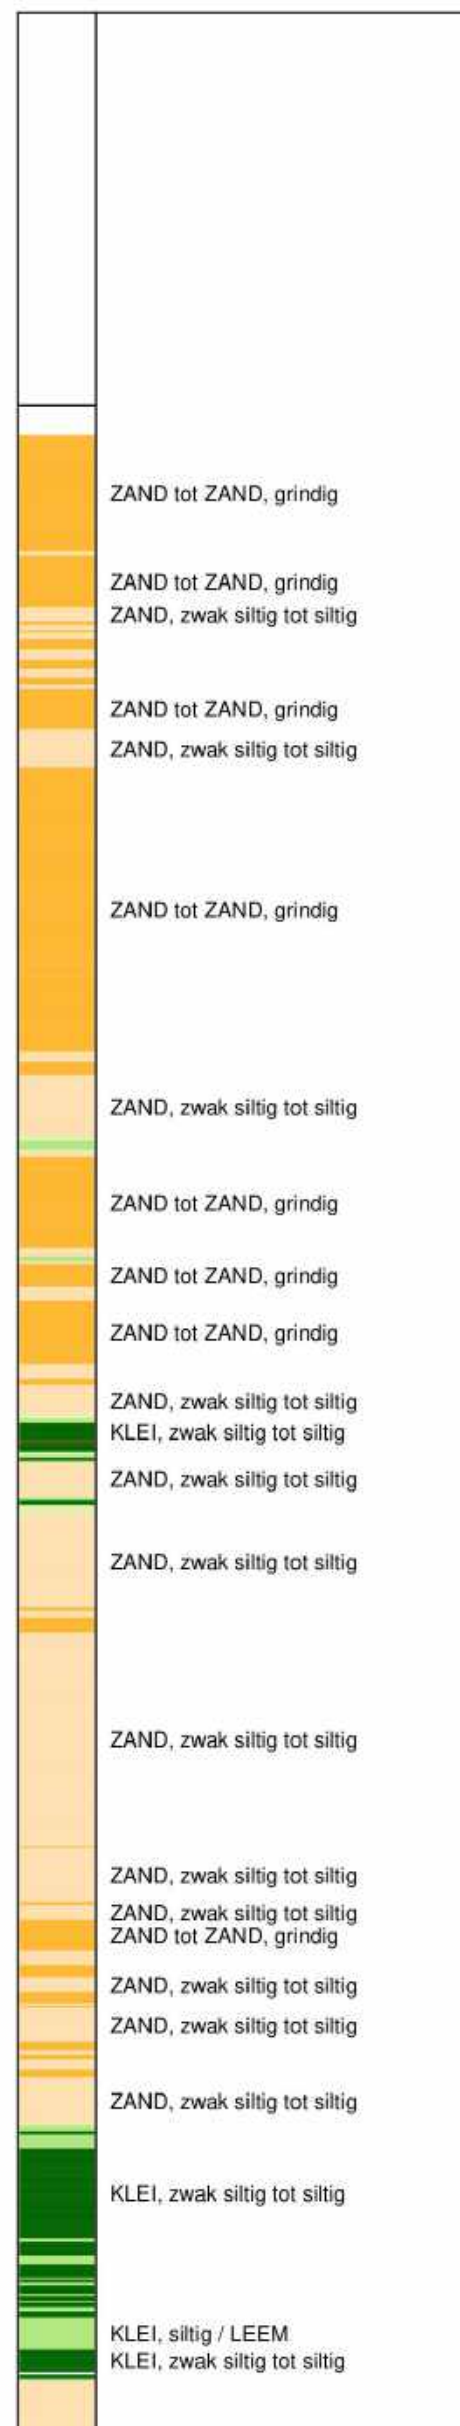 ZAND tot ZAND, grindig
ZAND tot ZAND, grindig
ZAND, zwak siltig tot siltig
ZAND tot ZAND, grindig
ZAND, zwak siltig tot siltig
ZAND tot ZAND, grindig
ZAND, zwak siltig tot siltig
ZAND tot ZAND, grindig
ZAND tot ZAND, grindig
ZAND tot ZAND, grindig
ZAND, zwak siltig tot siltig
KLEI, zwak siltig tot siltig
ZAND, zwak siltig tot siltig
ZAND, zwak siltig tot siltig
ZAND, zwak siltig tot siltig
ZAND, zwak siltig tot siltig
ZAND, zwak siltig tot siltig
ZAND tot ZAND, grindig
ZAND, zwak siltig tot siltig
ZAND, zwak siltig tot siltig
ZAND, zwak siltig tot siltig
KLEI, zwak siltig tot siltig
KLEI, siltig / LEEM
KLEI, zwak siltig tot siltig